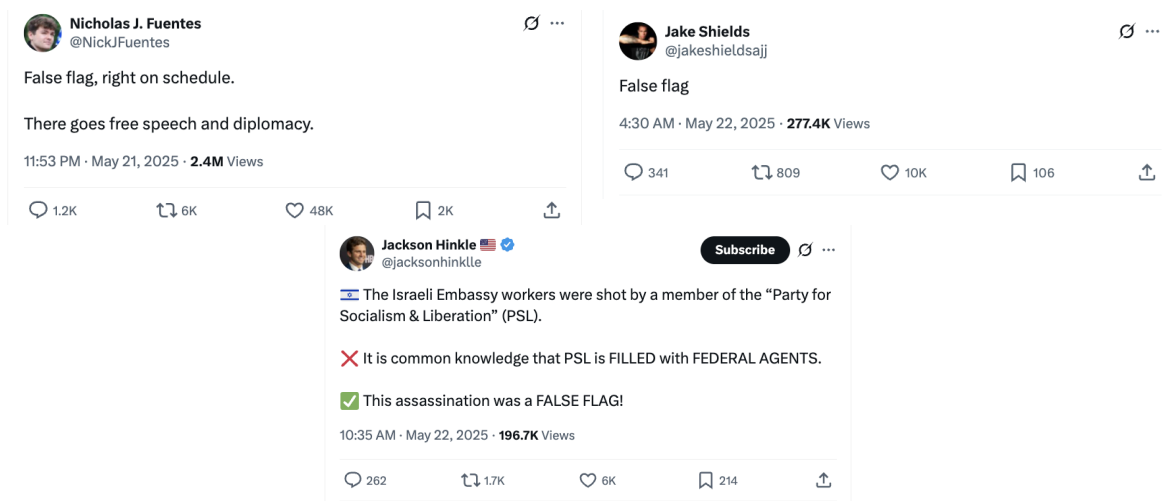 Nicholas J. Fuentes
@NickJFuentes
False flag, right on schedule.
There goes free speech and diplomacy.
11:53 PM · May 21, 2025 · 2.4M Views
1.2K 6K 48K 2K
Jake Shields
@jakeshieldsajj
False flag
4:30 AM · May 22, 2025 · 277.4K Views
341 809 10K 106
Jackson Hinkle 🇺🇸
@jacksonhinklle
Subscribe
🇮🇱 The Israeli Embassy workers were shot by a member of the “Party for
Socialism & Liberation” (PSL).
❌ It is common knowledge that PSL is FILLED with FEDERAL AGENTS.
✅ This assassination was a FALSE FLAG!
10:35 AM · May 22, 2025 · 196.7K Views
262 1.7K 6K 214